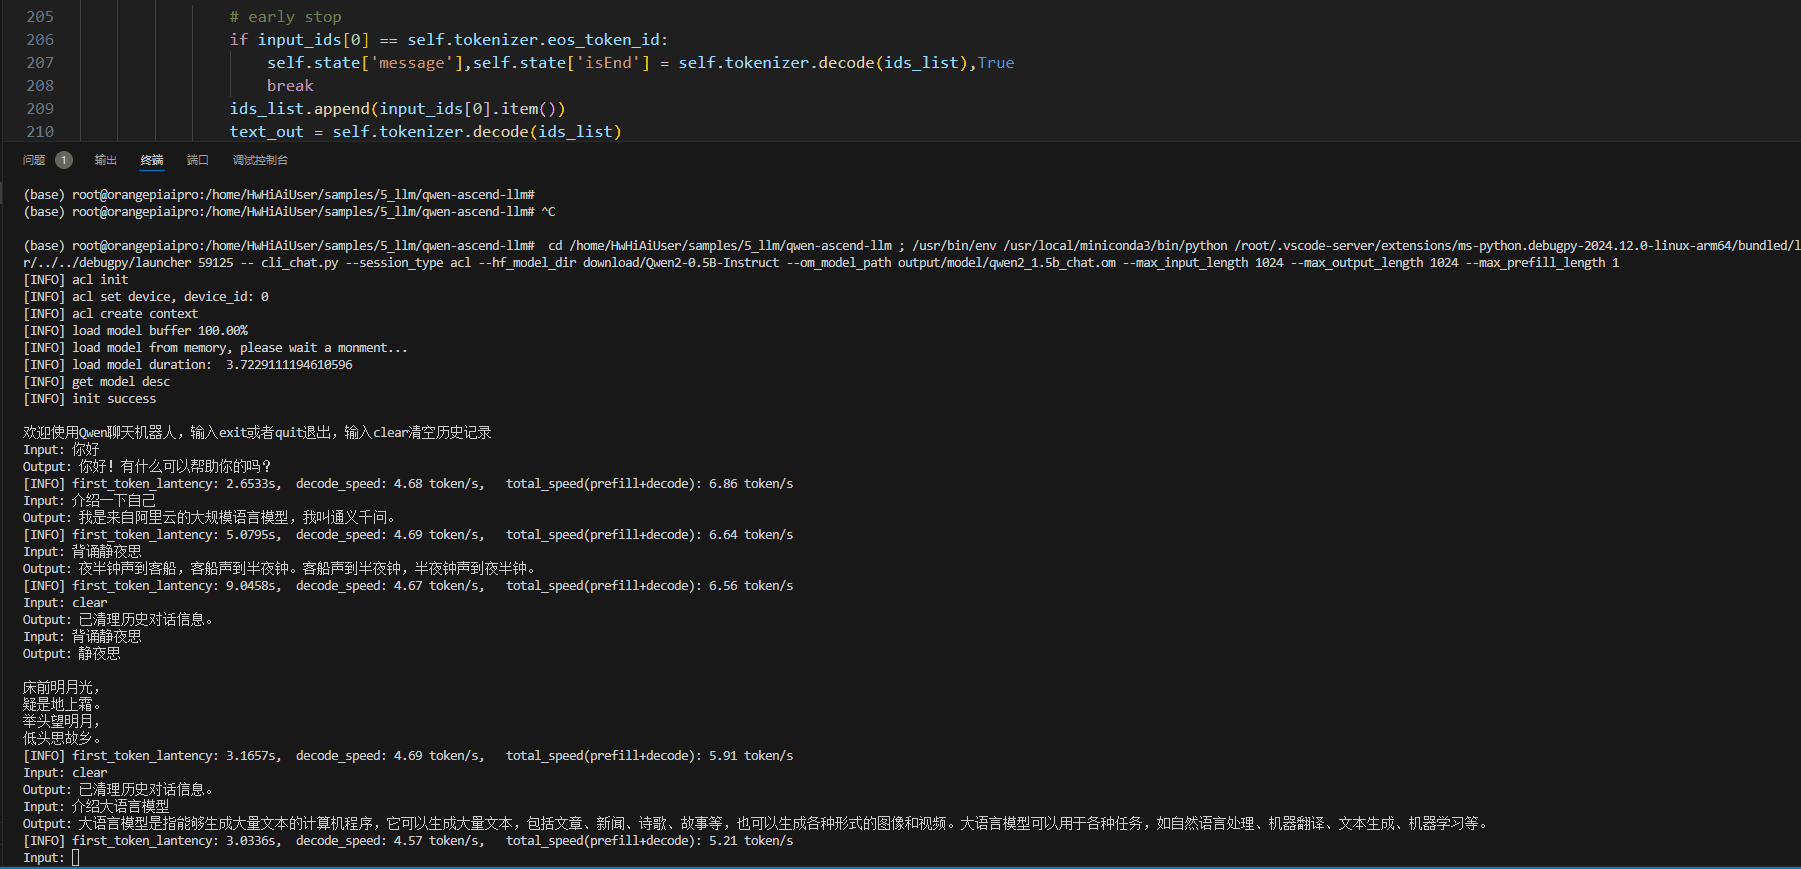 205 # early stop
206 if input_ids[0] == self.tokenizer.eos_token_id:
207 self.state['message'],self.state['isEnd'] = self.tokenizer.decode(ids_list),True
208 break
209 ids_list.append(input_ids[0].item())
210 text_out = self.tokenizer.decode(ids_list)
问题 1 输出 终端 端口 调试控制台
(base) root@orangepiaipro:/home/HwHiAiUser/samples/5_llm/qwen-ascend-llm#
(base) root@orangepiaipro:/home/HwHiAiUser/samples/5_llm/qwen-ascend-llm# ^C
(base) root@orangepiaipro:/home/HwHiAiUser/samples/5_llm/qwen-ascend-llm#  cd /home/HwHiAiUser/samples/5_llm/qwen-ascend-llm ; /usr/bin/env /usr/local/miniconda3/bin/python /root/.vscode-server/extensions/ms-python.debugpy-2024.12.0-linux-arm64/bundled/l
r/../../debugpy/launcher 59125 -- cli_chat.py --session_type acl --hf_model_dir download/Qwen2-0.5B-Instruct --om_model_path output/model/qwen2_1.5b_chat.om --max_input_length 1024 --max_output_length 1024 --max_prefill_length 1
[INFO] acl init
[INFO] acl set device, device_id: 0
[INFO] acl create context
[INFO] load model buffer 100.00%
[INFO] load model from memory, please wait a monment...
[INFO] load model duration:  3.7229111194610596
[INFO] get model desc
[INFO] init success
欢迎使用Qwen聊天机器人，输入exit或者quit退出，输入clear清空历史记录
Input: 你好
Output: 你好！有什么可以帮助你的吗？
[INFO] first_token_lantency: 2.6533s,  decode_speed: 4.68 token/s,   total_speed(prefill+decode): 6.86 token/s
Input: 介绍一下自己
Output: 我是来自阿里云的大规模语言模型，我叫通义千问。
[INFO] first_token_lantency: 5.0795s,  decode_speed: 4.69 token/s,   total_speed(prefill+decode): 6.64 token/s
Input: 背诵静夜思
Output: 夜半钟声到客船，客船声到半夜钟。客船声到半夜钟，半夜钟声到夜半钟。
[INFO] first_token_lantency: 9.0458s,  decode_speed: 4.67 token/s,   total_speed(prefill+decode): 6.56 token/s
Input: clear
Output: 已清理历史对话信息。
Input: 背诵静夜思
Output: 静夜思
床前明月光，
疑是地上霜。
举头望明月，
低头思故乡。
[INFO] first_token_lantency: 3.1657s,  decode_speed: 4.69 token/s,   total_speed(prefill+decode): 5.91 token/s
Input: clear
Output: 已清理历史对话信息。
Input: 介绍大语言模型
Output: 大语言模型是指能够生成大量文本的计算机程序，它可以生成大量文本，包括文章、新闻、诗歌、故事等，也可以生成各种形式的图像和视频。大语言模型可以用于各种任务，如自然语言处理、机器翻译、文本生成、机器学习等。
[INFO] first_token_lantency: 3.0336s,  decode_speed: 4.57 token/s,   total_speed(prefill+decode): 5.21 token/s
Input: